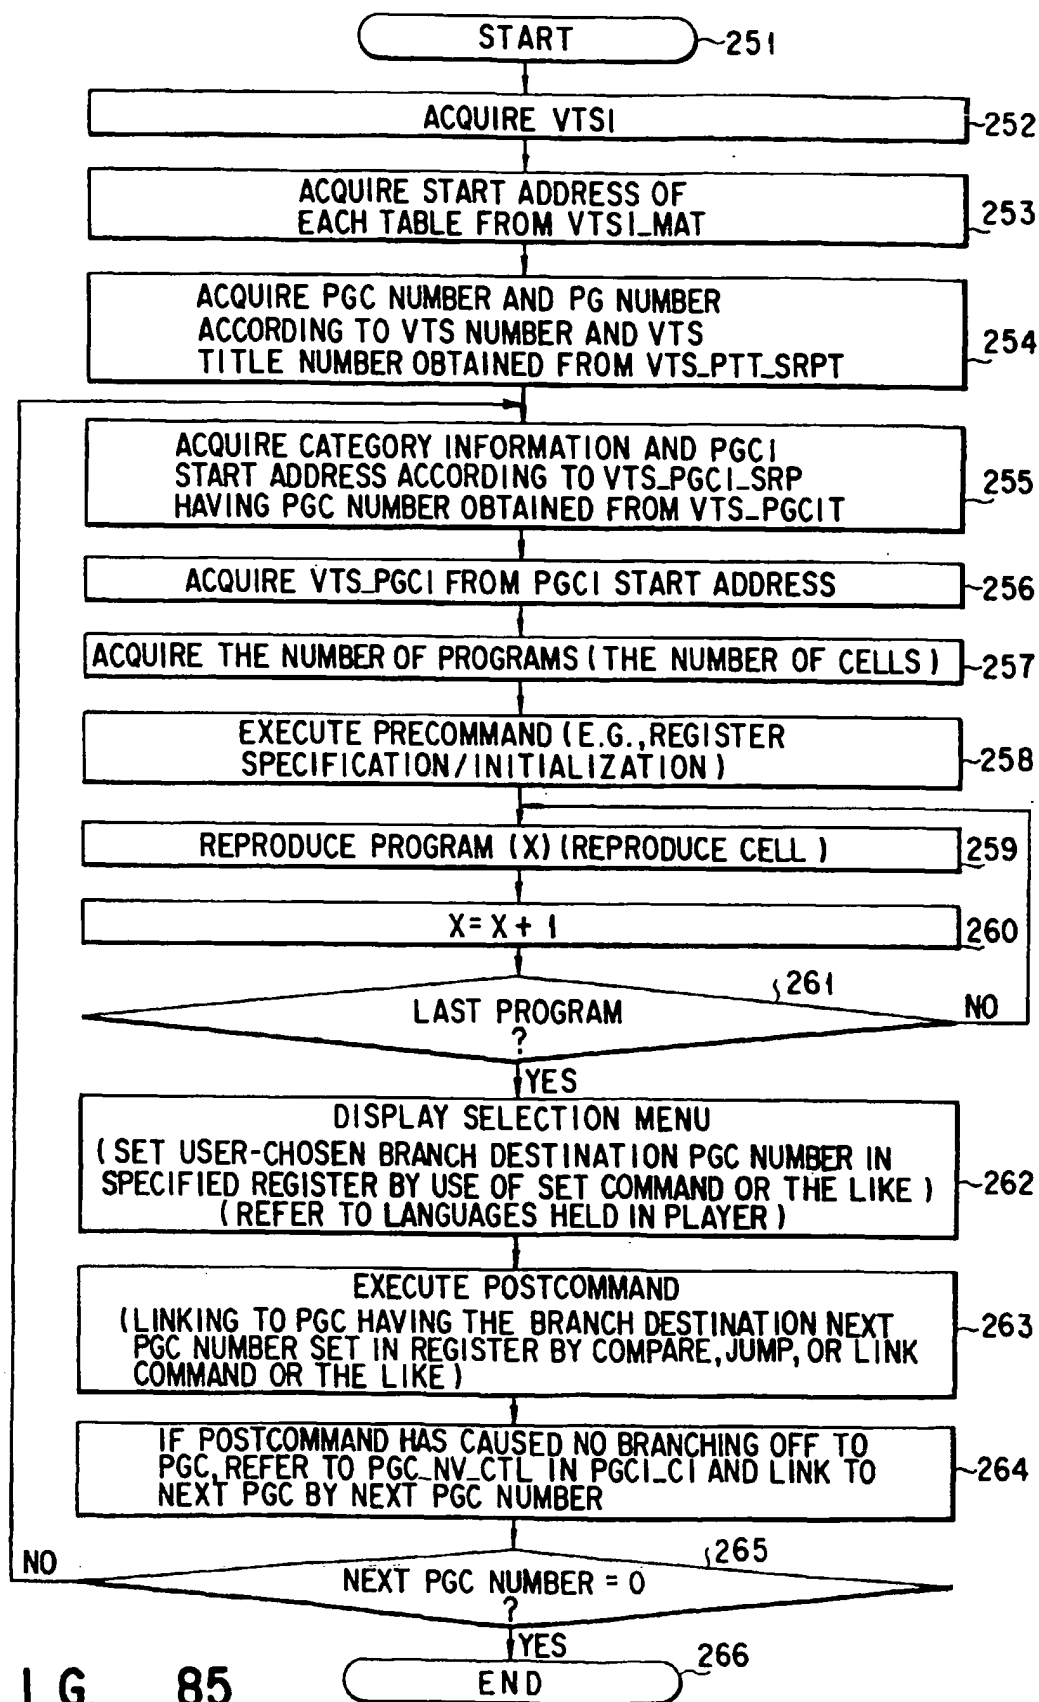 START
251
ACQUIRE VTSI
252
ACQUIRE START ADDRESS OF
EACH TABLE FROM VTSI_MAT
253
ACQUIRE PGC NUMBER AND PG NUMBER
ACCORDING TO VTS NUMBER AND VTS
TITLE NUMBER OBTAINED FROM VTS_PTT_SRPT
254
ACQUIRE CATEGORY INFORMATION AND PGCI
START ADDRESS ACCORDING TO VTS_PGCI_SRP
HAVING PGC NUMBER OBTAINED FROM VTS_PGCIT
255
ACQUIRE VTS_PGCI FROM PGCI START ADDRESS
256
ACQUIRE THE NUMBER OF PROGRAMS (THE NUMBER OF CELLS)
257
EXECUTE PRECOMMAND (E.G., REGISTER
SPECIFICATION/INITIALIZATION)
258
REPRODUCE PROGRAM (X) (REPRODUCE CELL)
259
X = X + 1
260
261
LAST PROGRAM
?
NO
YES
DISPLAY SELECTION MENU
(SET USER-CHOSEN BRANCH DESTINATION PGC NUMBER IN
SPECIFIED REGISTER BY USE OF SET COMMAND OR THE LIKE)
(REFER TO LANGUAGES HELD IN PLAYER)
262
EXECUTE POSTCOMMAND
(LINKING TO PGC HAVING THE BRANCH DESTINATION NEXT
PGC NUMBER SET IN REGISTER BY COMPARE, JUMP, OR LINK
COMMAND OR THE LIKE)
263
IF POSTCOMMAND HAS CAUSED NO BRANCHING OFF TO
PGC, REFER TO PGC_NV_CTL IN PGCI_CI AND LINK TO
NEXT PGC BY NEXT PGC NUMBER
264
265
NO
NEXT PGC NUMBER = 0
?
YES
END
266
I G. 85